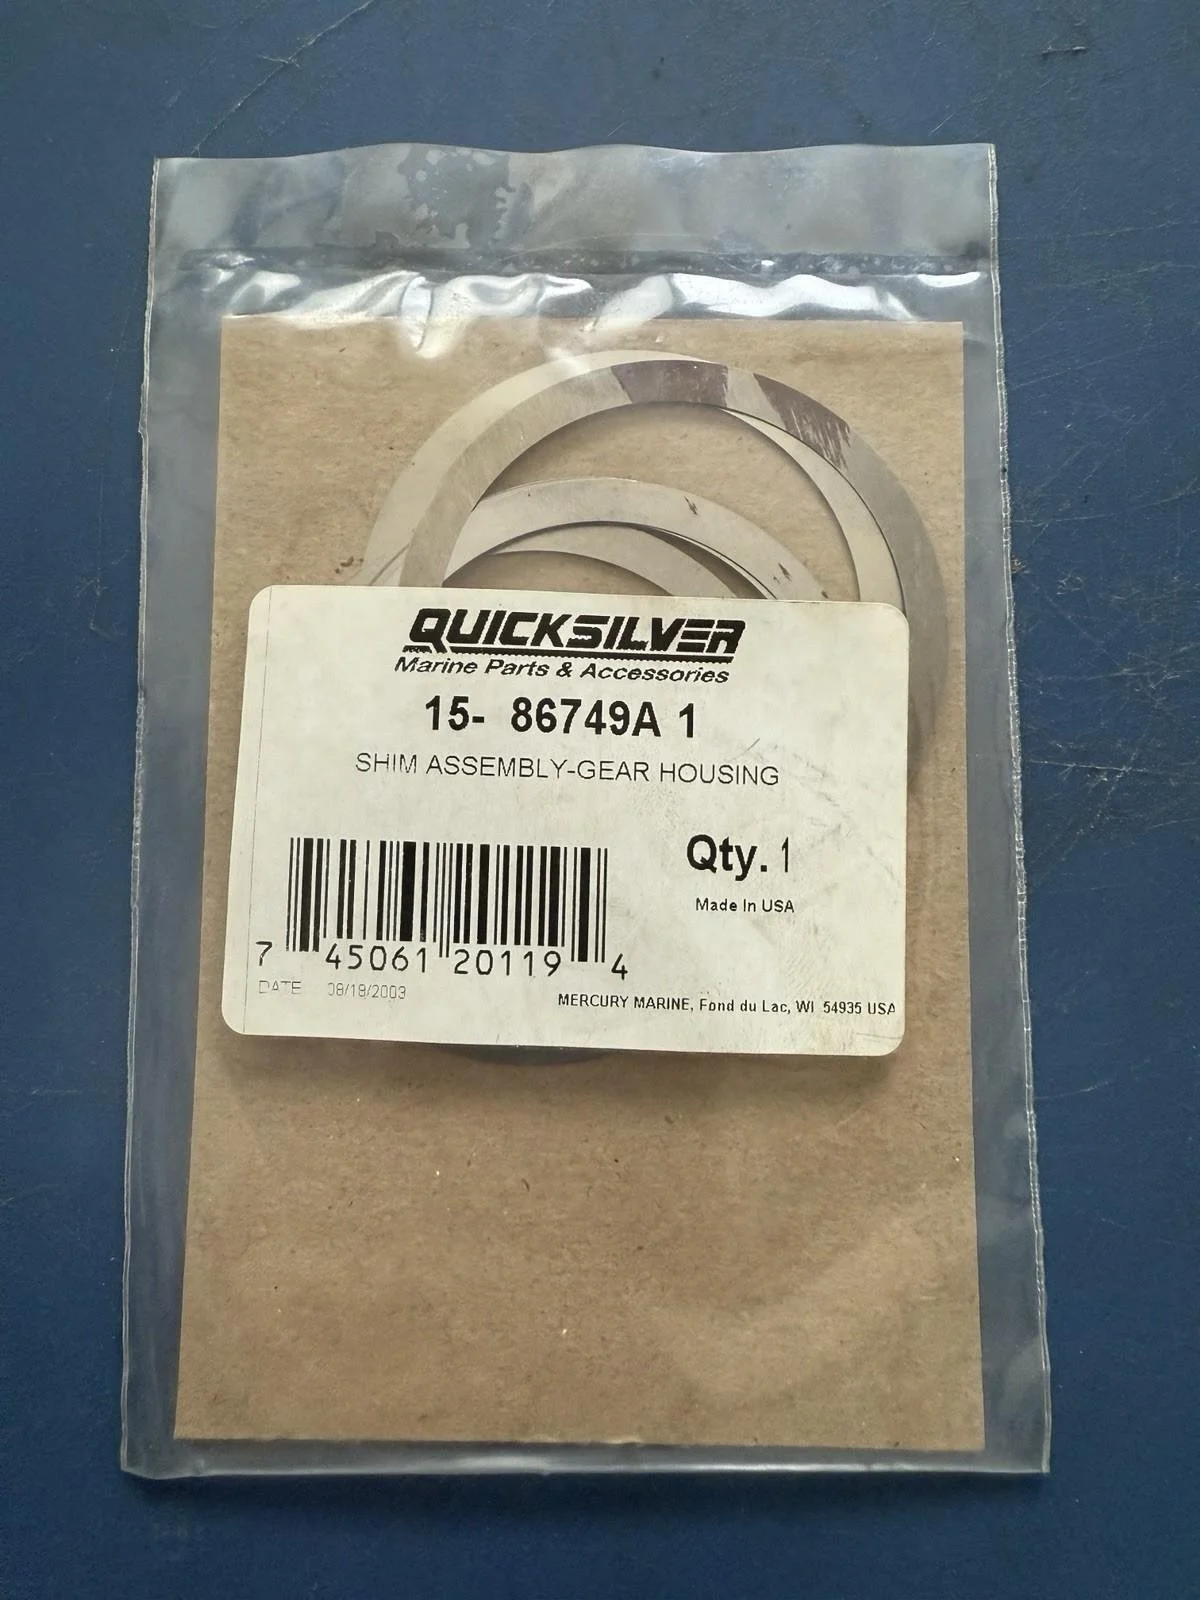 QUICKSILVER
Marine Parts & Accessories
15- 86749A 1
SHIM ASSEMBLY-GEAR HOUSING
Qty. 1
Made In USA
7 45061 20119 4
DATE 08/18/2003
MERCURY MARINE, Fond du Lac, WI 54935 USA